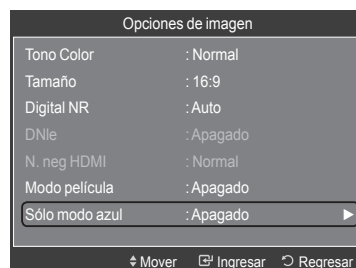 Opciones de imagen
Tono Color : Normal
Tamaño : 16:9
Digital NR : Auto
DNIe : Apagado
N. neg HDMI : Normal
Modo película : Apagado
Sólo modo azul : Apagado
Mover Ingresar Regresar